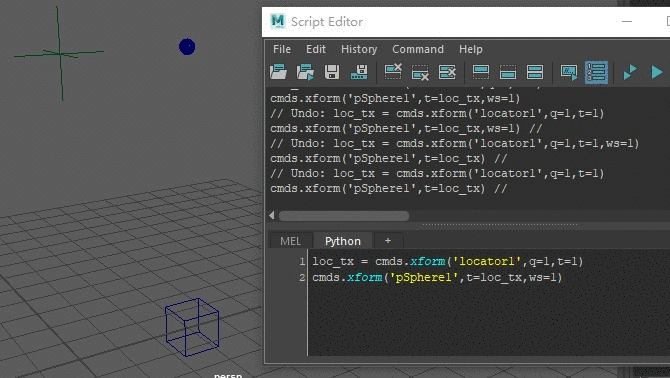 Script Editor
File Edit History Command Help
cmds.xform('pSphere1',t=loc_tx,ws=1)
// Undo: loc_tx = cmds.xform('locator1',q=1,t=1)
cmds.xform('pSphere1',t=loc_tx,ws=1) //
// Undo: loc_tx = cmds.xform('locator1',q=1,t=1,ws=1)
cmds.xform('pSphere1',t=loc_tx) //
// Undo: loc_tx = cmds.xform('locator1',q=1,t=1)
cmds.xform('pSphere1',t=loc_tx) //
MEL Python +
1 loc_tx = cmds.xform('locator1',q=1,t=1)
2 cmds.xform('pSphere1',t=loc_tx,ws=1)
persp